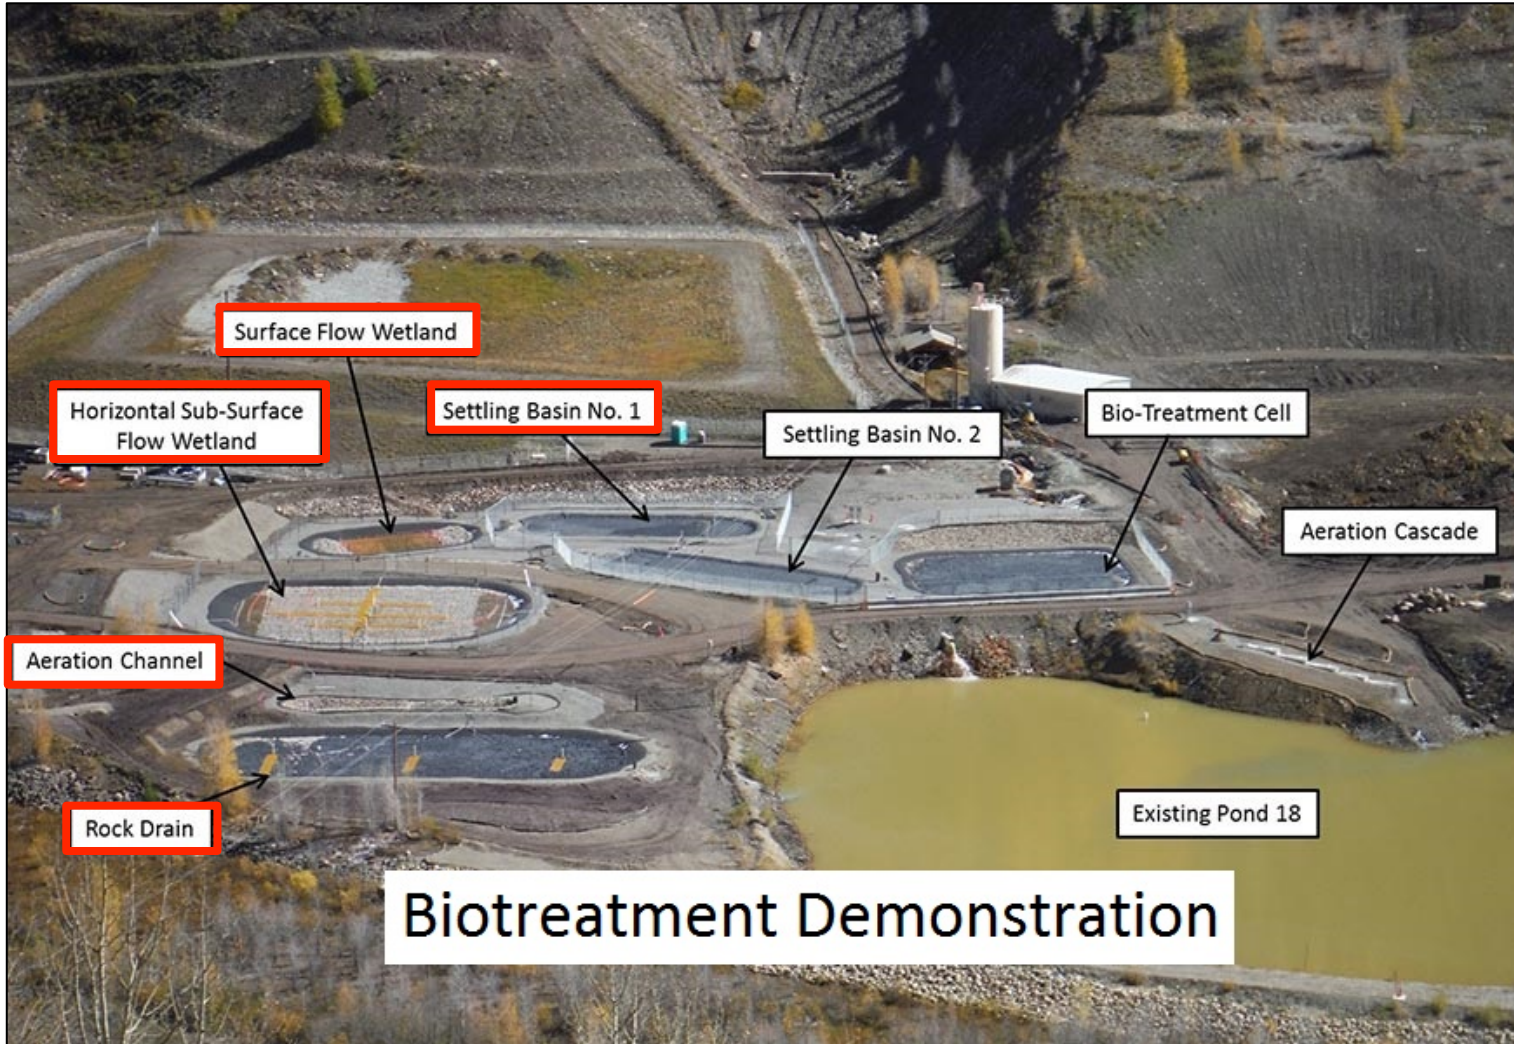 Surface Flow Wetland
Horizontal Sub-Surface
Flow Wetland
Settling Basin No. 1
Settling Basin No. 2
Bio-Treatment Cell
Aeration Cascade
Aeration Channel
Rock Drain
Existing Pond 18
Biotreatment Demonstration